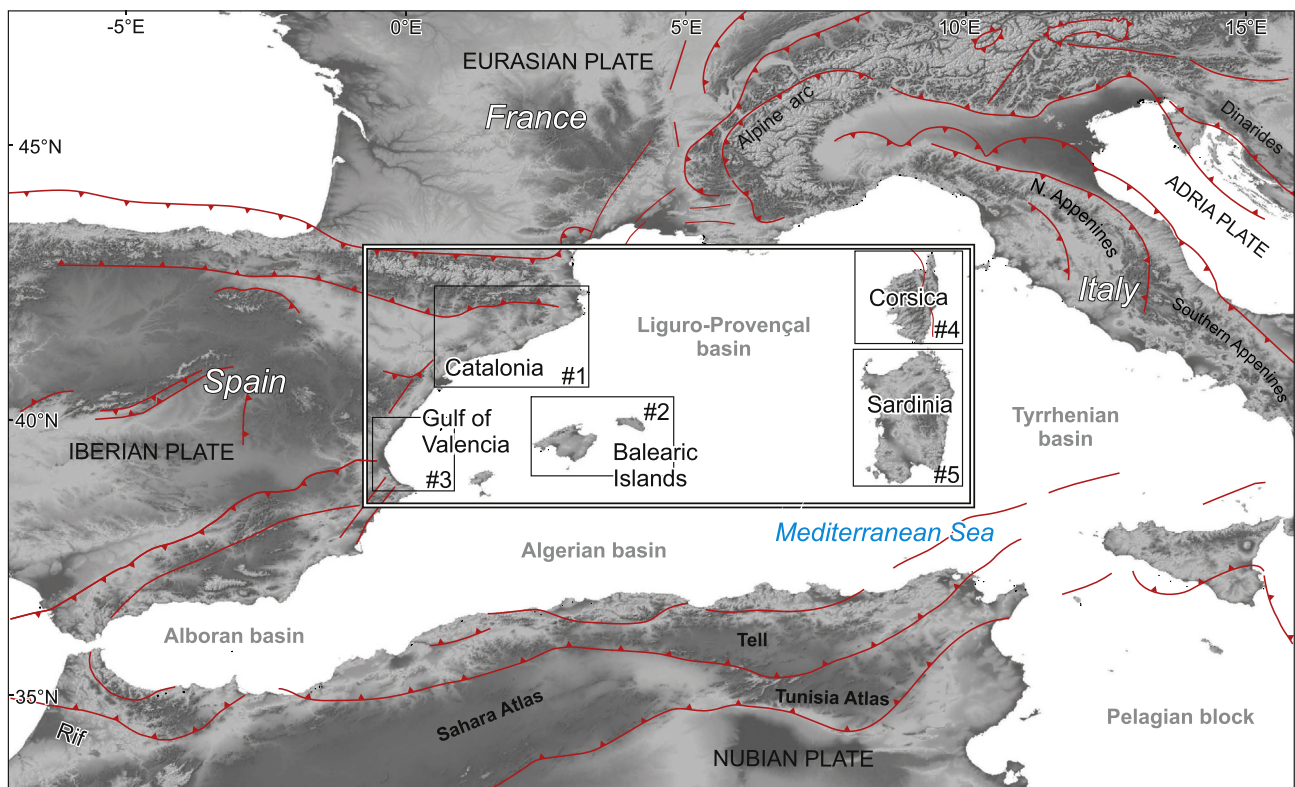 -5°E
0°E
5°E
10°E
15°E
EURASIAN PLATE
France
Alpine arc
Dinarides
45°N
ADRIA PLATE
N. Appenines
Italy
Southern Appenines
Corsica
#4
Liguro-Provençal
basin
Catalonia
#1
Spain
Sardinia
#5
Tyrrhenian
basin
40°N
Gulf of
Valencia
#3
#2
Balearic
Islands
IBERIAN PLATE
Mediterranean Sea
Algerian basin
Alboran basin
Tell
35°N
Sahara Atlas
Tunisia Atlas
Rif
Pelagian block
NUBIAN PLATE